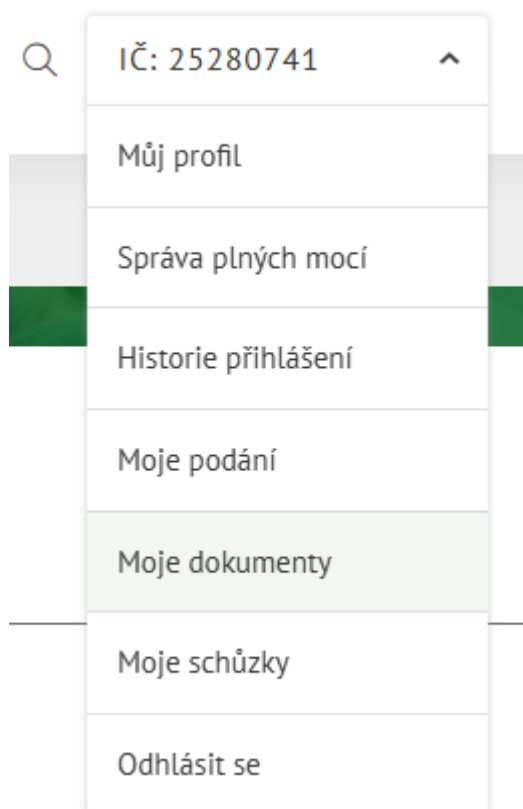 IČ: 25280741
Můj profil
Správa plných mocí
Historie přihlášení
Moje podání
Moje dokumenty
Moje schůzky
Odhlásit se